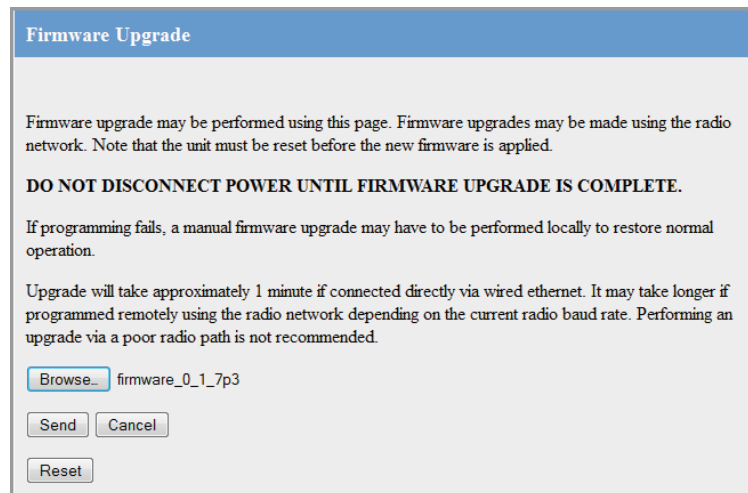 Firmware Upgrade
Firmware upgrade may be performed using this page. Firmware upgrades may be made using the radio
network. Note that the unit must be reset before the new firmware is applied.
DO NOT DISCONNECT POWER UNTIL FIRMWARE UPGRADE IS COMPLETE.
If programming fails, a manual firmware upgrade may have to be performed locally to restore normal
operation.
Upgrade will take approximately 1 minute if connected directly via wired ethernet. It may take longer if
programmed remotely using the radio network depending on the current radio baud rate. Performing an
upgrade via a poor radio path is not recommended.
Browse... firmware_0_1_7p3
Send Cancel
Reset